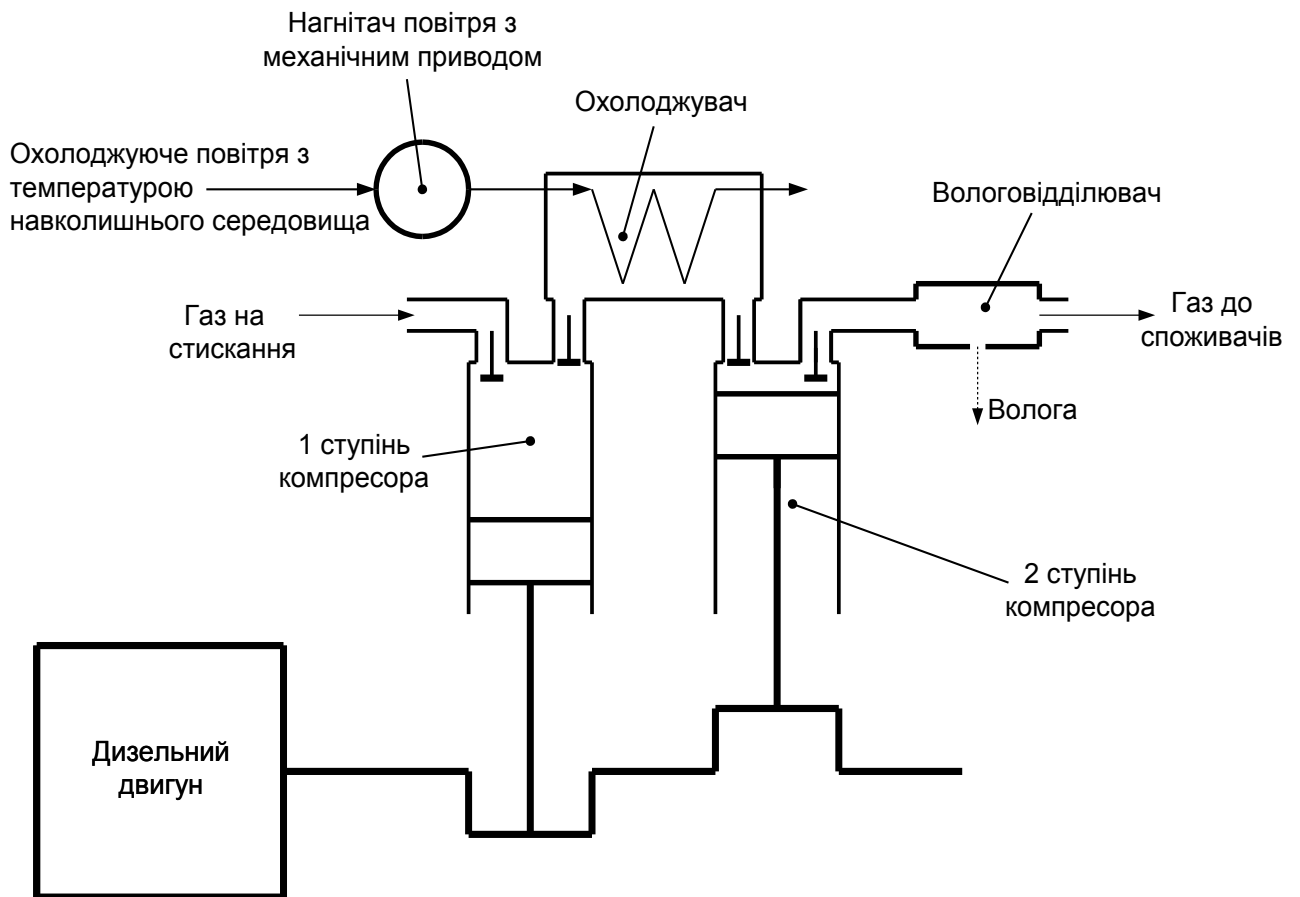 Нагнітач повітря з
механічним приводом
Охолоджувач
Охолоджуюче повітря з
температурою
навколишнього середовища
Вологовідділювач
Газ на
стискання
Газ до
споживачів
Волога
1 ступінь
компресора
2 ступінь
компресора
Дизельний
двигун